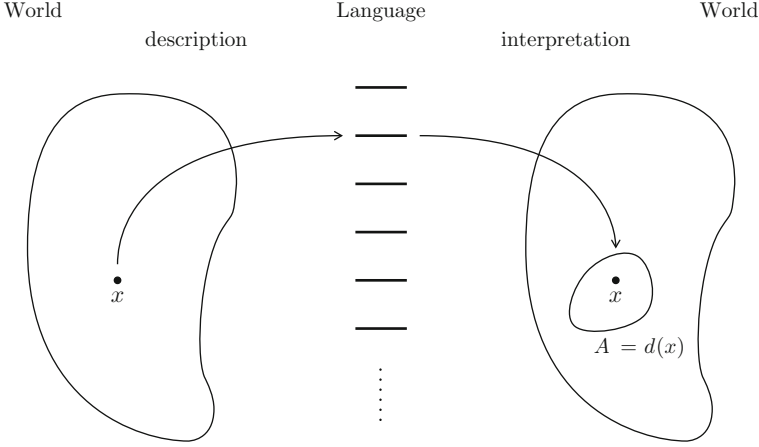 World Language World
description interpretation
x x
A = d(x)